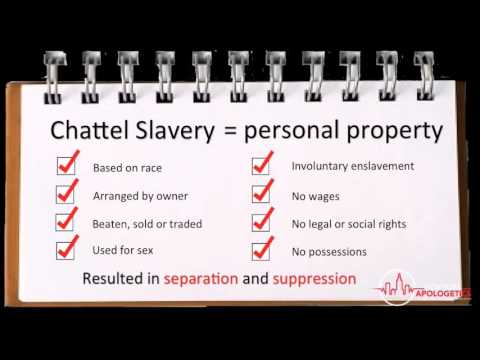 Chattel Slavery = personal property
Based on race
Arranged by owner
Beaten, sold or traded
Used for sex
Involuntary enslavement
No wages
No legal or social rights
No possessions
Resulted in separation and suppression
APOLOGETICS